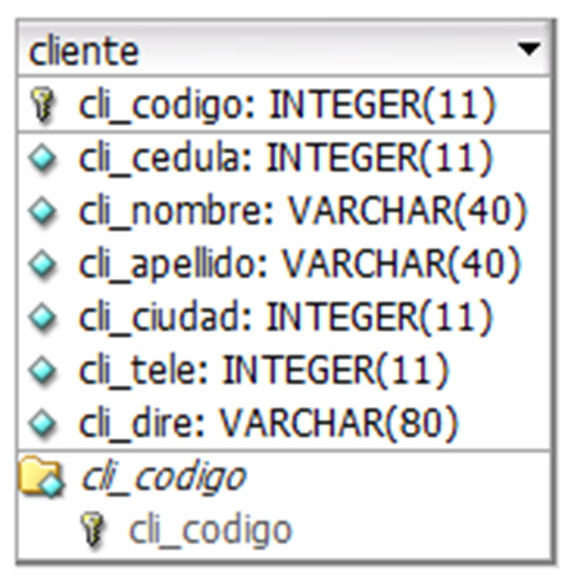 cliente
cli_codigo: INTEGER(11)
cli_cedula: INTEGER(11)
cli_nombre: VARCHAR(40)
cli_apellido: VARCHAR(40)
cli_ciudad: INTEGER(11)
cli_tele: INTEGER(11)
cli_dire: VARCHAR(80)
cli_codigo
cli_codigo